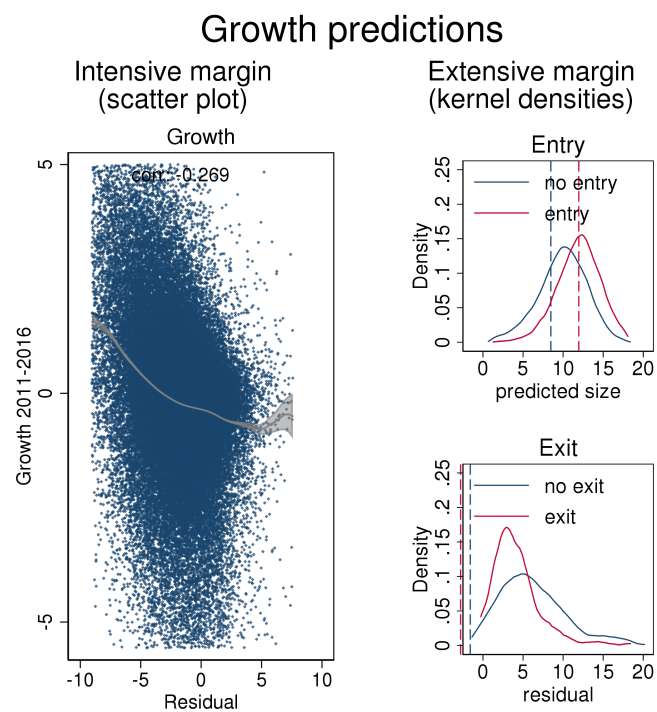 Growth predictions
Intensive margin
(scatter plot)
Growth
corr: -0.269
5
0
-5
Growth 2011-2016
-10 -5 0 5 10
Residual
Extensive margin
(kernel densities)
Entry
no entry
entry
0 .05 .1 .15 .2 .25
Density
0 5 10 15 20
predicted size
Exit
no exit
exit
0 .05 .1 .15 .2 .25
Density
0 5 10 15 20
residual